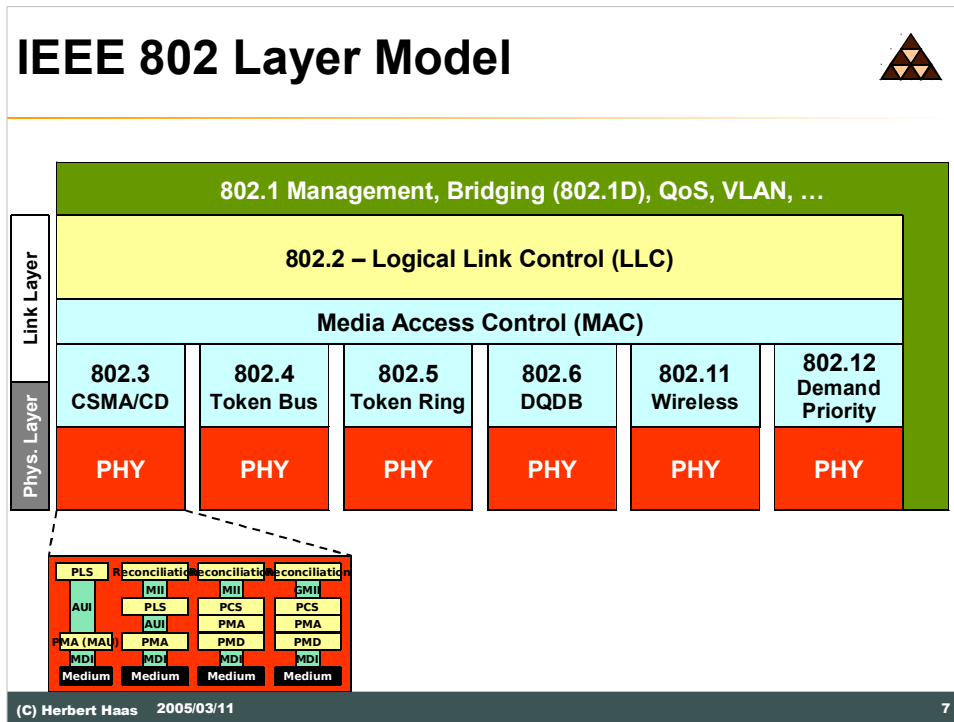 IEEE 802 Layer Model
802.1 Management, Bridging (802.1D), QoS, VLAN, …
Link Layer
802.2 – Logical Link Control (LLC)
Media Access Control (MAC)
Phys. Layer
802.3
CSMA/CD
802.4
Token Bus
802.5
Token Ring
802.6
DQDB
802.11
Wireless
802.12
Demand
Priority
PHY
PHY
PHY
PHY
PHY
PHY
PLS
AUI
PMA (MAU)
MDI
Medium
Reconciliation
MII
PLS
AUI
PMA
MDI
Medium
Reconciliation
MII
PCS
PMA
PMD
MDI
Medium
Reconciliation
GMII
PCS
PMA
PMD
MDI
Medium
(C) Herbert Haas 2005/03/11
7